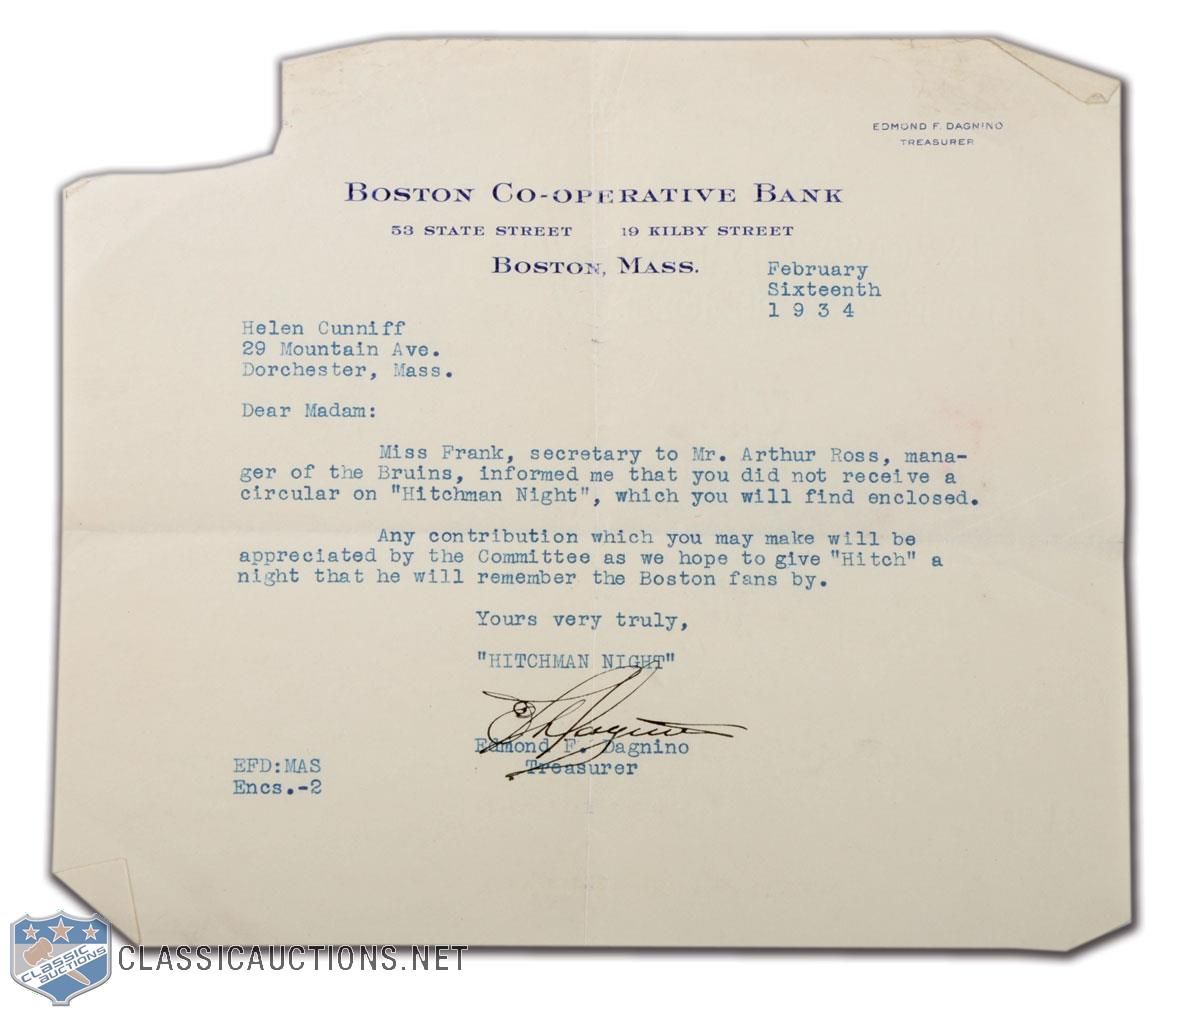 EDMOND F. DAGNINO
TREASURER
BOSTON CO-OPERATIVE BANK
53 STATE STREET 19 KILBY STREET
BOSTON, MASS.
February
Sixteenth
1 9 3 4
Helen Cunniff
29 Mountain Ave.
Dorchester, Mass.
Dear Madam:
Miss Frank, secretary to Mr. Arthur Ross, mana-
ger of the Bruins, informed me that you did not receive a
circular on "Hitchman Night", which you will find enclosed.
Any contribution which you may make will be
appreciated by the Committee as we hope to give "Hitch" a
night that he will remember the Boston fans by.
Yours very truly,
"HITCHMAN NIGHT"
E F Dagnino
Edmond F. Dagnino
Treasurer
EFD:MAS
Encs.-2
CLASSIC
AUCTIONS
CLASSICAUCTIONS.NET